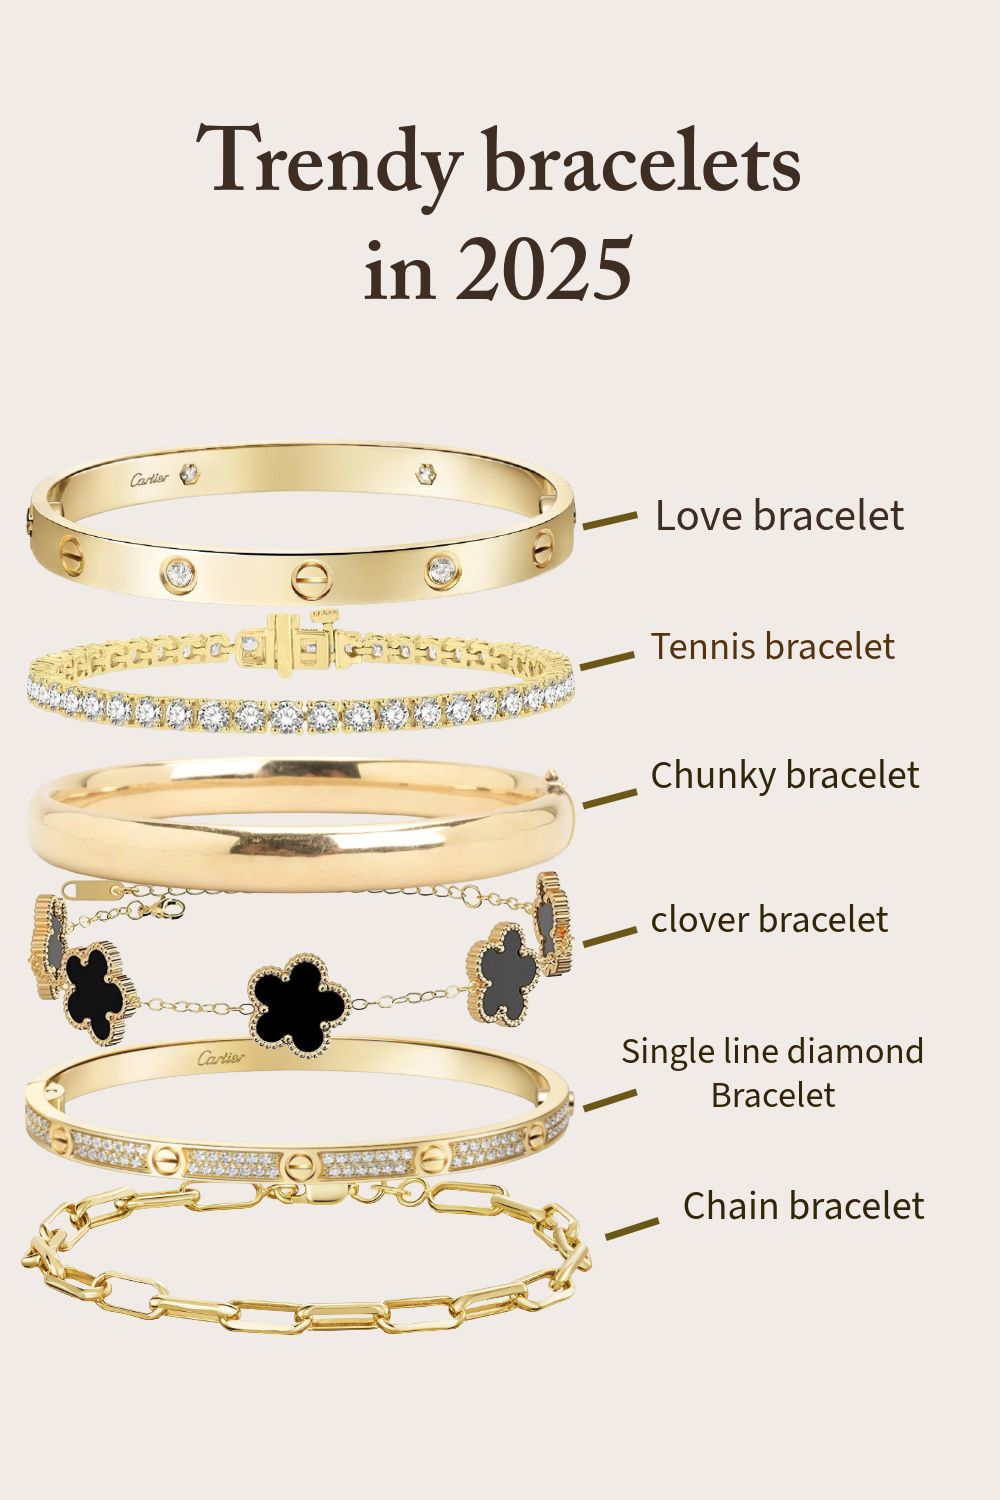 Trendy bracelets
in 2025
Cartier
Love bracelet
Tennis bracelet
Chunky bracelet
clover bracelet
Cartier
Single line diamond
Bracelet
Chain bracelet